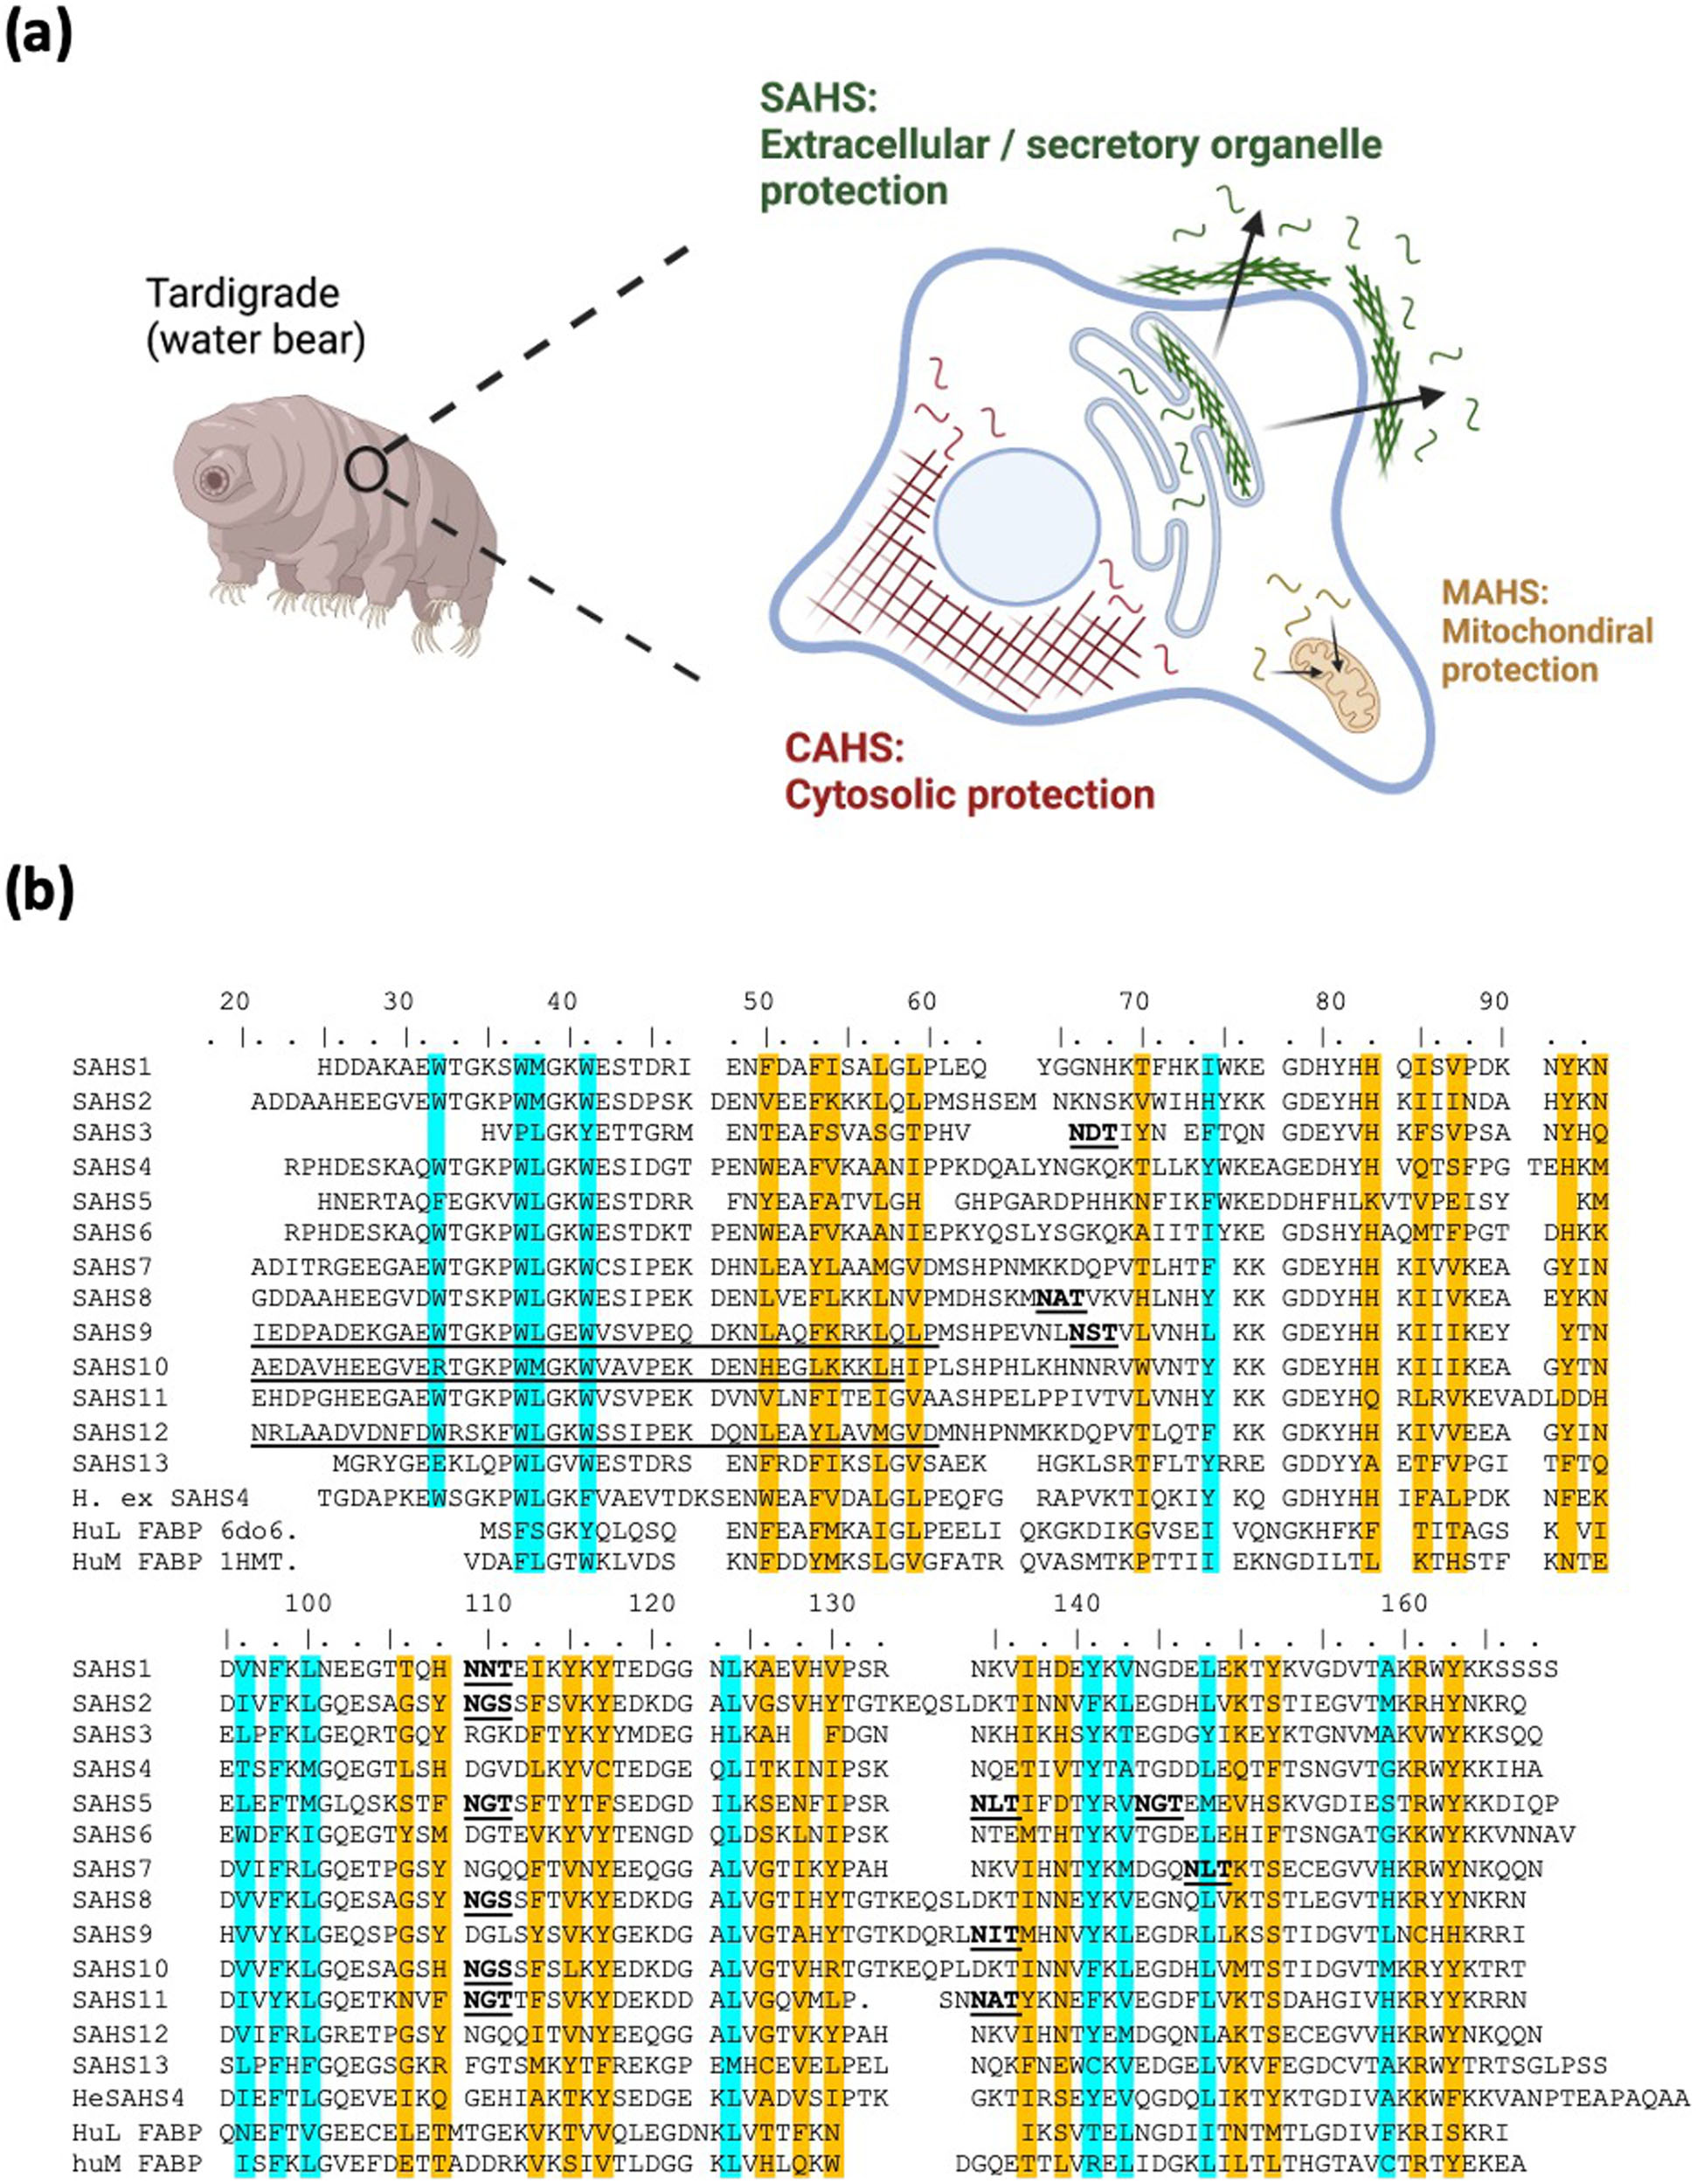 (a)
SAHS:
Extracellular / secretory organelle
protection
Tardigrade
(water bear)
MAHS:
Mitochondiral
protection
CAHS:
Cytosolic protection
(b)
20 30 40 50 60 70 80 90
SAHS1 HDDAKAEWTGKSWMGKWESTDRI ENFDAFISALGLPLEQ YGGNHKTFHKIWKE GDHYHH QISVPDK NYKN
SAHS2 ADDAAHEEGVEWTGKPWMGKWESDPSK DENVEEFKKKLQLPMSHSEM NKNSKVWIHHYKK GDEYHH KIIINDA HYKN
SAHS3 HVPLGKYETTGRM ENTEAFSVASGTPHV NDTIYN EFTQN GDEYVH KFSVPSA NYHQ
SAHS4 RPHDESKAQWTGKPWLGKWESIDGT PENWEAFVKAANIPPKDQALYNGKQKTLLKYWKEAGEDHYH VQTSFPG TEHKM
SAHS5 HNERTAQFEGKVWLGKWESTDRR FNYEAFATVLGH GHPGARDPHHKNFIKFWKEDDHFHLKVTVPEISY KM
SAHS6 RPHDESKAQWTGKPWLGKWESTDKT PENWEAFVKAANIEPKYQSLYSGKQKAIITIYKE GDSHYHAQMTFPGT DHKK
SAHS7 ADITRGEEGAEWTGKPWLGKWCSIPEK DHNLEAYLAAMGVDMSHPNMKKDQPVTLHTF KK GDEYHH KIVVKEA GYIN
SAHS8 GDDAAHEEGVDWTSKPWLGKWESIPEK DENLVEFLKKLNVPMDHSKMNATVKVHLNHY KK GDDYHH KIIVKEA EYKN
SAHS9 IEDPADEKGAEWTGKPWLGEWVSVPEQ DKNLAQFKRKLQLPMSHPEVNLNSTVLVNHL KK GDEYHH KIIIKEY YTN
SAHS10 AEDAVHEEGVERTGKPWMGKWVAVPEK DENHEGLKKKLHIPLSHPHLKHNNRVWVNTY KK GDEYHH KIIIKEA GYTN
SAHS11 EHDPGHEEGAEWTGKPWLGKWVSVPEK DVNVLNFITEIGVAASHPELPPIVTVLVNHY KK GDEYHQ RLRVKEVADLDDH
SAHS12 NRLAADVDNFDWRSKFWLGKWSSIPEK DQNLEAYLAVMGVDMNHPNMKKDQPVTLQTF KK GDKYHH KIVVEEA GYIN
SAHS13 MGRYGEEKLQPWLGVWESTDRS ENFRDFIKSLGVSAEK HGKLSRTFLTYRRE GDDYYA ETFVPGI TFTQ
H. ex SAHS4 TGDAPKEWSGKPWLGKFVAEVTDKSENWEAFVDALGLPEQFG RAPVKTIQKIY KQ GDHYHH IFALPDK NFEK
HuL FABP 6do6. MSFSGKYQLQSQ ENFEAFMKAIGLPEELI QKGKDIKGVSEI VQNGKHFKF TITAGS K VI
HuM FABP 1HMT. VDAFLGTWKLVDS KNFDDYMKSLGVGFATR QVASMTKPTTII EKNGDILTL KTHSTF KNTE
100 110 120 130 140 160
SAHS1 DVNFKLNEEGTTQH NNTEIKYKYTEDGG NLKAEVHVPSR NKVIHDEYKVNGDELEKTYKVGDVTAKRWYKKSSSS
SAHS2 DIVFKLGQESAGSY NGSSFSVKYEDKDG ALVGSVHYTGTKEQSLDKTINNVFKLEGDHLVKTSTIEGVTMKRHYNKRQ
SAHS3 ELPFKLGEQRTGQY RGKDFTYKYYMDEG HLKAH FDGN NKHIKHSYKTEGDGYIKEYKTGNVMAKVWYKKSQQ
SAHS4 ETSFKMGQEGTLSH DGVDLKYVCTEDGE QLITKINIPSK NQETIVTYTATGDDLEQTFTSNGVTGKRWYKKIHA
SAHS5 ELEFTMGLQSKSTF NGTSFTYTFSEDGD ILKSENFIPSR NLTIFDTYRVNGTEMEVHSKVGDIESTRWYKKDIQP
SAHS6 EWDFKIGQEGTYSM DGTEVKYVYTENGD QLDSKLNIPSK NTEMTHTYKVTGDELEHIFTSNGATGKKWYKKVNNAV
SAHS7 DVIFRLGQETPGSY NGQQFTVNYEEQGG ALVGTIKYPAH NKVIHNTYKMDGQNLTKTSECEGVVHKRWYNKQQN
SAHS8 DVVFKLGQESAGSY NGSSFTVKYEDKDG ALVGTIHYTGTKEQSLDKTINNEYKVEGNQLVKTSTLEGVTHKRYYNKRN
SAHS9 HVVYKLGEQSPGSY DGLSYSVKYGEKDG ALVGTAHYTGTKDQRLNITMHNVYKLEGDRLLKSSTIDGVTLNCHHKRRI
SAHS10 DVVFKLGQESAGSH NGSSFSLKYEDKDG ALVGTVHRTGTKEQPLDKTINNVFKLEGDHLVMTSTIDGVTMKRYYKTRT
SAHS11 DIVYKLGQETKNVF NGTTFSVKYDEKDD ALVGQVMLP. SNNATYKNEFKVEGDFLVKTSDAHGIVHKRYYKRRN
SAHS12 DVIFRLGRETPGSY NGQQITVNYEEQGG ALVGTVKYPAH NKVIHNTYEMDGQNLAKTSECEGVVHKRWYNKQQN
SAHS13 SLPFHFGQEGSGKR FGTSMKYTFREKGP EMHCEVELPEL NQKFNEWCKVEDGELVKVFEGDCVTAKRWYTRTSGLPSS
HeSAHS4 DIEFTLGQEVEIKQ GEHIAKTKYSEDGE KLVADVSIPTK GKTIRSEYEVQGDQLIKTYKTGDIVAKKWFKKVANPTEAPAQAA
HuL FABP QNEFTVGEECELETMTGEKVKTVVQLEGDNKLVTTFKN IKSVTELNGDIITNTMTLGDIVFKRISKRI
huM FABP ISFKLGVEFDETTADDRKVKSIVTLDGG KLVHLQKW DGQETTLVRELIDGKLILTLTHGTAVCTRTYEKEA